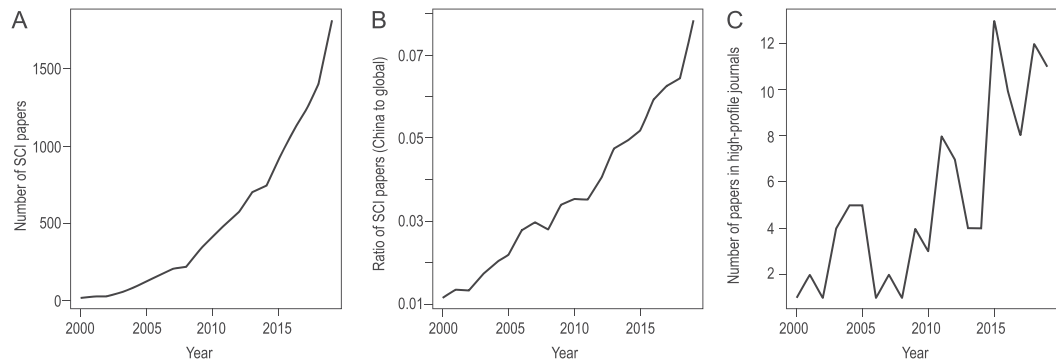 A
Number of SCI papers
1500
1000
500
0
2000 2005 2010 2015
Year
B
Ratio of SCI papers (China to global)
0.07
0.05
0.03
0.01
2000 2005 2010 2015
Year
C
Number of papers in high-profile journals
12
10
8
6
4
2
2000 2005 2010 2015
Year